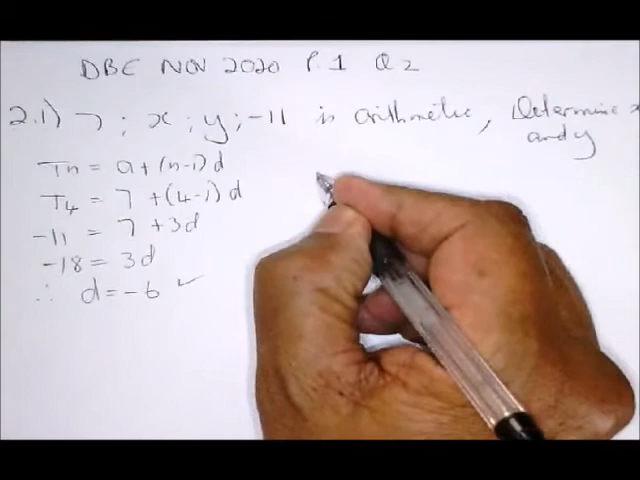 DBE NOV 2020 P.1 Q2
2.1) 7 ; x ; y ; -11 is arithmetic, Determine x
and y
Tn = a + (n-1)d
T4 = 7 + (4-1)d
-11 = 7 + 3d
-18 = 3d
∴ d = -6 ✓